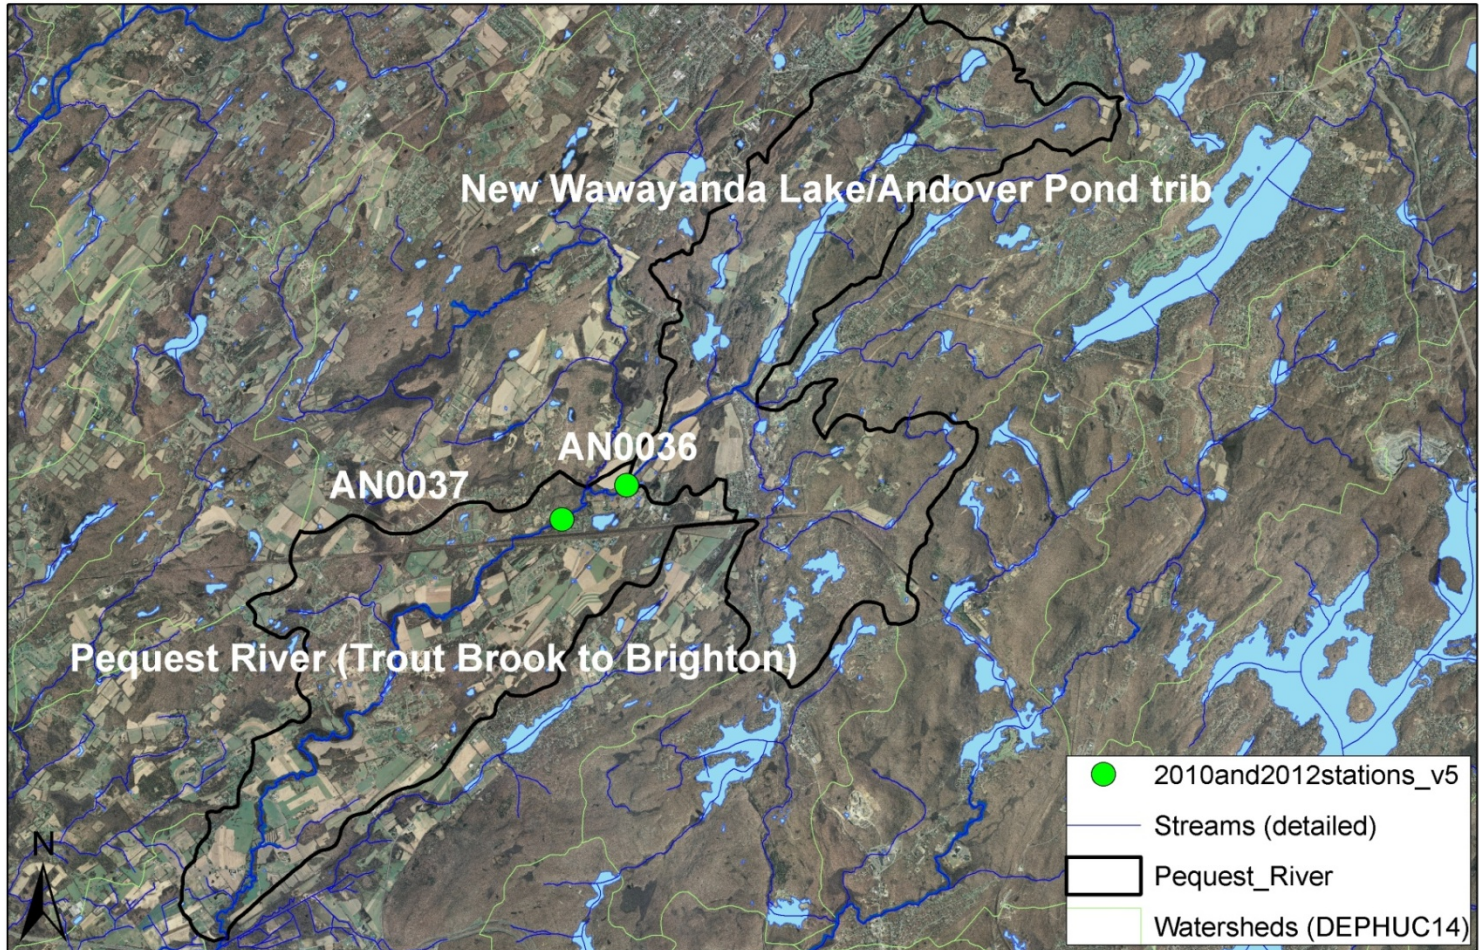 New Wawayanda Lake/Andover Pond trib
AN0036
AN0037
Pequest River (Trout Brook to Brighton)
N
2010and2012stations_v5
Streams (detailed)
Pequest_River
Watersheds (DEPHUC14)